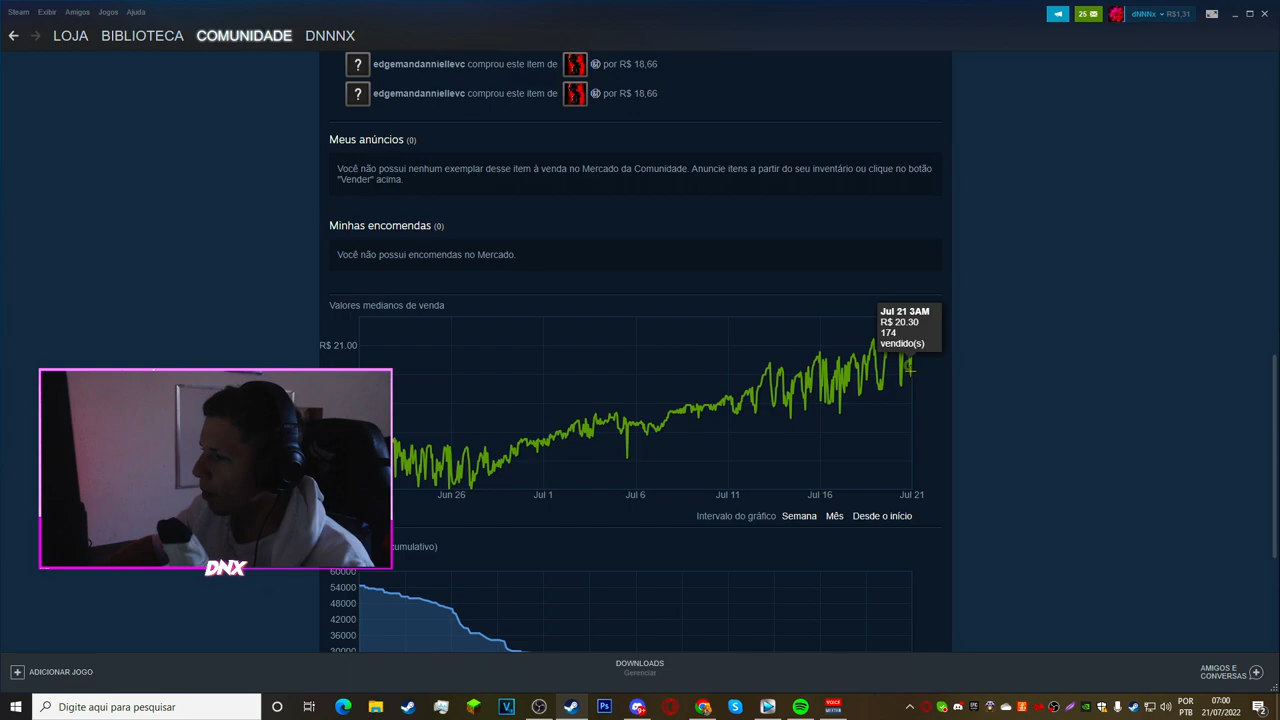 Steam Exibir Amigos Jogos Ajuda
25 dNNNx R$1,31
LOJA BIBLIOTECA COMUNIDADE DNNNX
? edgemandanniellevc comprou este item de por R$ 18,66
? edgemandanniellevc comprou este item de por R$ 18,66
Meus anúncios (0)
Você não possui nenhum exemplar desse item à venda no Mercado da Comunidade. Anuncie itens a partir do seu inventário ou clique no botão
"Vender" acima.
Minhas encomendas (0)
Você não possui encomendas no Mercado.
Valores medianos de venda
Jul 21 3AM
R$ 20.30
174
vendido(s)
R$ 21.00
Jun 26 Jul 1 Jul 6 Jul 11 Jul 16 Jul 21
Intervalo do gráfico Semana Mês Desde o início
cumulativo)
DNX
60000
54000
48000
42000
36000
30000
ADICIONAR JOGO
DOWNLOADS
Gerenciar
AMIGOS E
CONVERSAS
Digite aqui para pesquisar
POR
PTB
07:00
21/07/2022